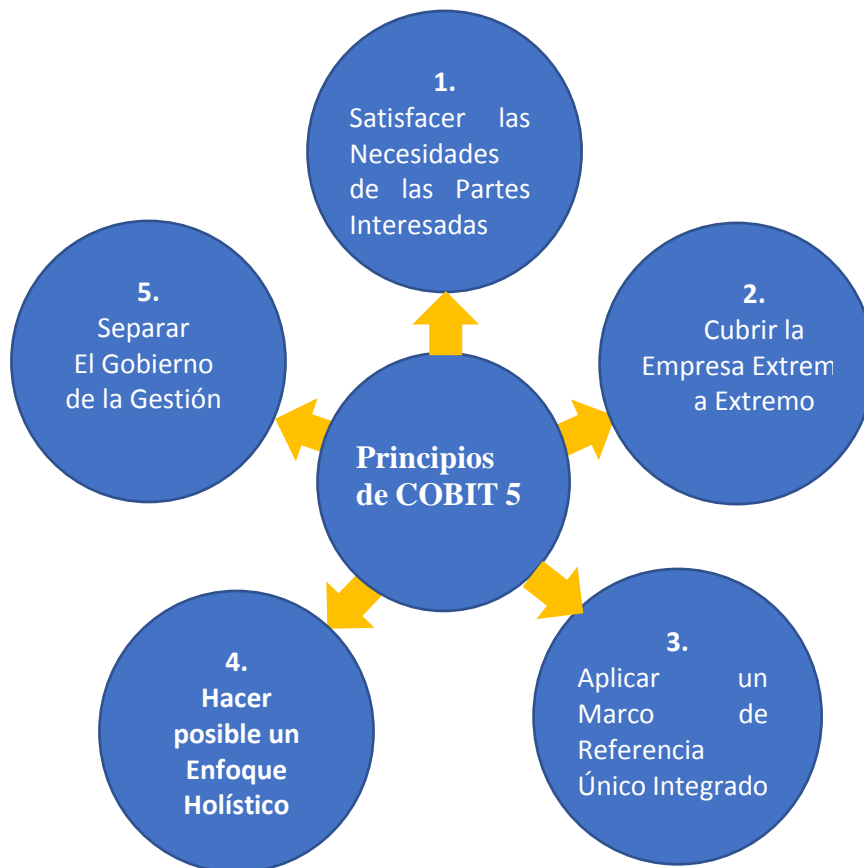 1.
Satisfacer las
Necesidades
de las Partes
Interesadas
2.
Cubrir la
Empresa Extrem
a Extremo
3.
Aplicar un
Marco de
Referencia
Único Integrado
4.
Hacer
posible un
Enfoque
Holístico
5.
Separar
El Gobierno
de la Gestión
Principios
de COBIT 5